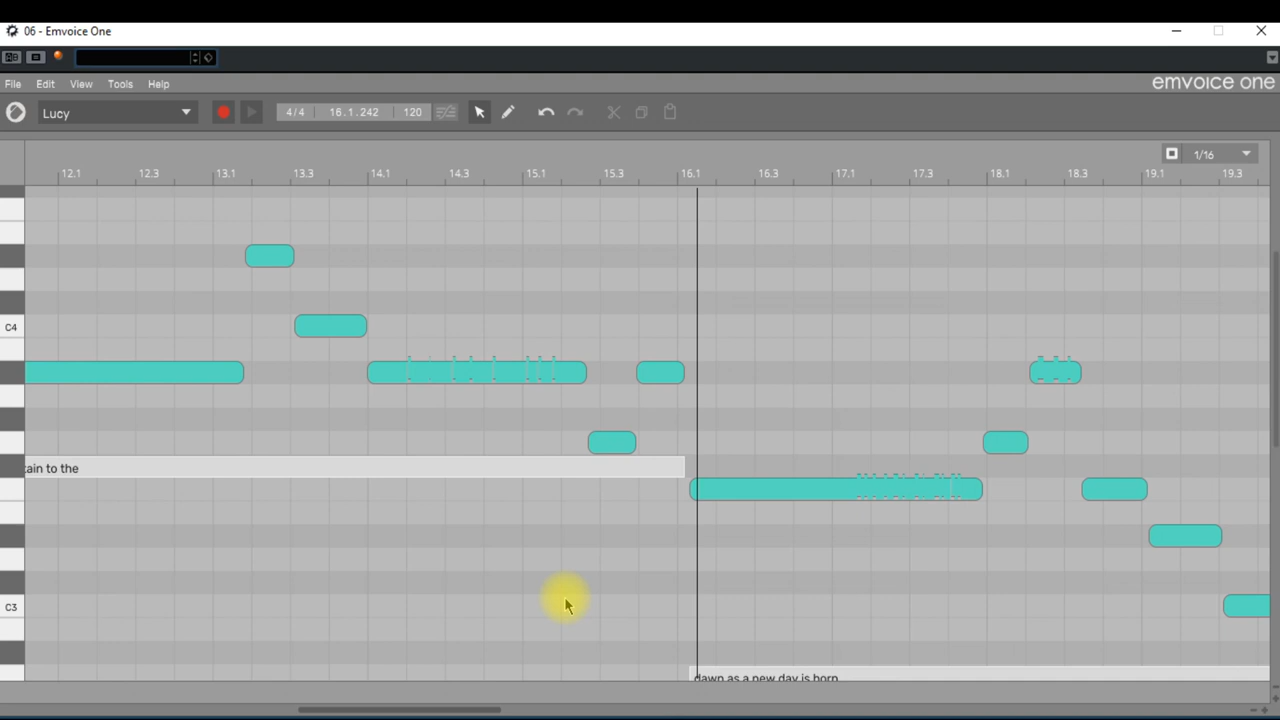 06 - Emvoice One
File Edit View Tools Help
emvoice one
Lucy
4/4 16.1.242 120
1/16
12.1 12.3 13.1 13.3 14.1 14.3 15.1 15.3 16.1 16.3 17.1 17.3 18.1 18.3 19.1 19.3
C4
tain to the
C3
dawn as a new day is born